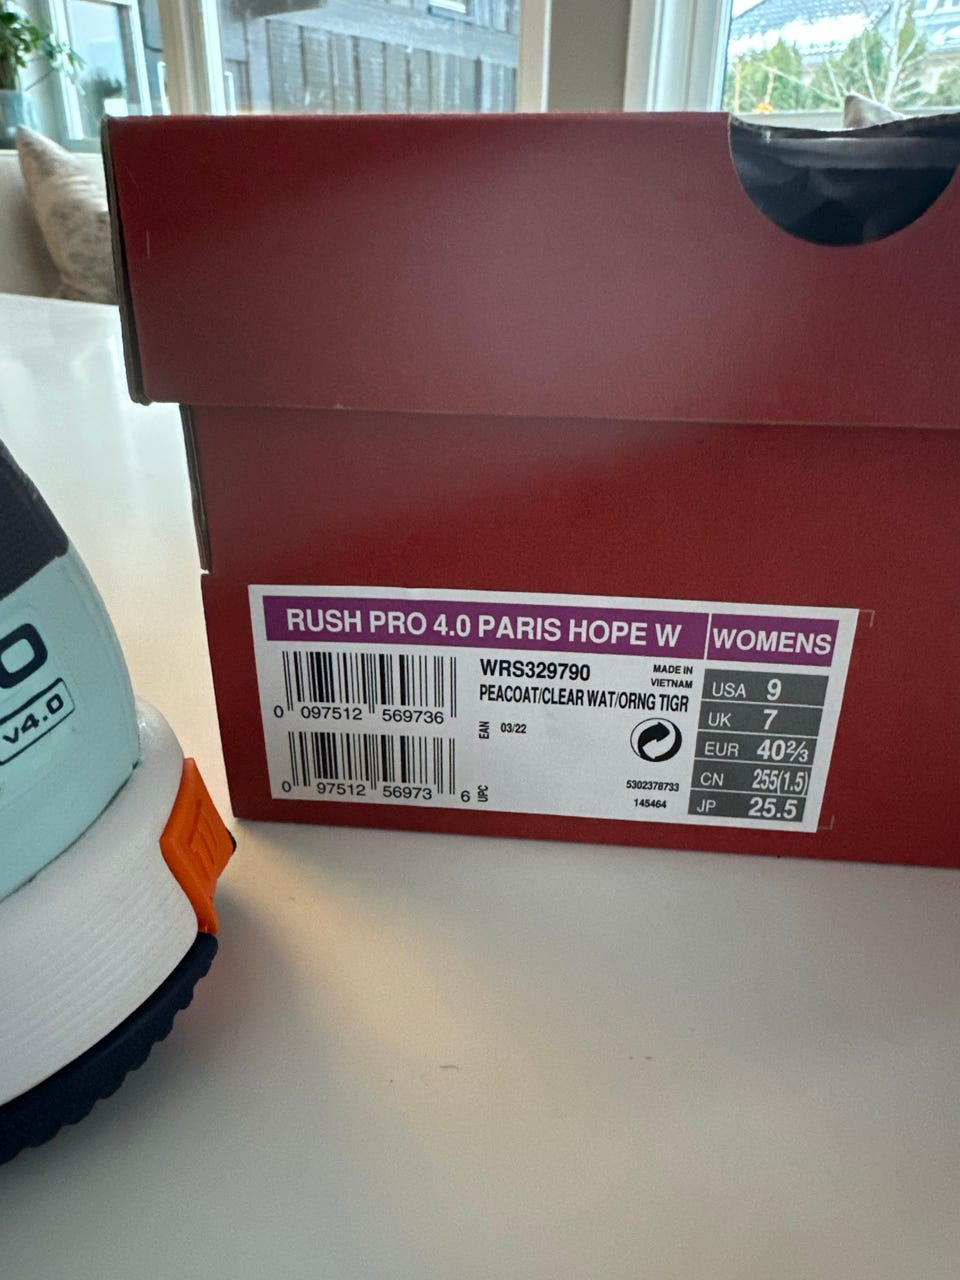 RUSH PRO 4.0 PARIS HOPE W
WOMENS
WRS329790
MADE IN
VIETNAM
PEACOAT/CLEAR WAT/ORNG TIGR
0 097512 569736
EAN
03/22
0 97512 56973 6
UPC
5302378733
145464
USA 9
UK 7
EUR 40⅔
CN 255(1.5)
JP 25.5
O
v4.0